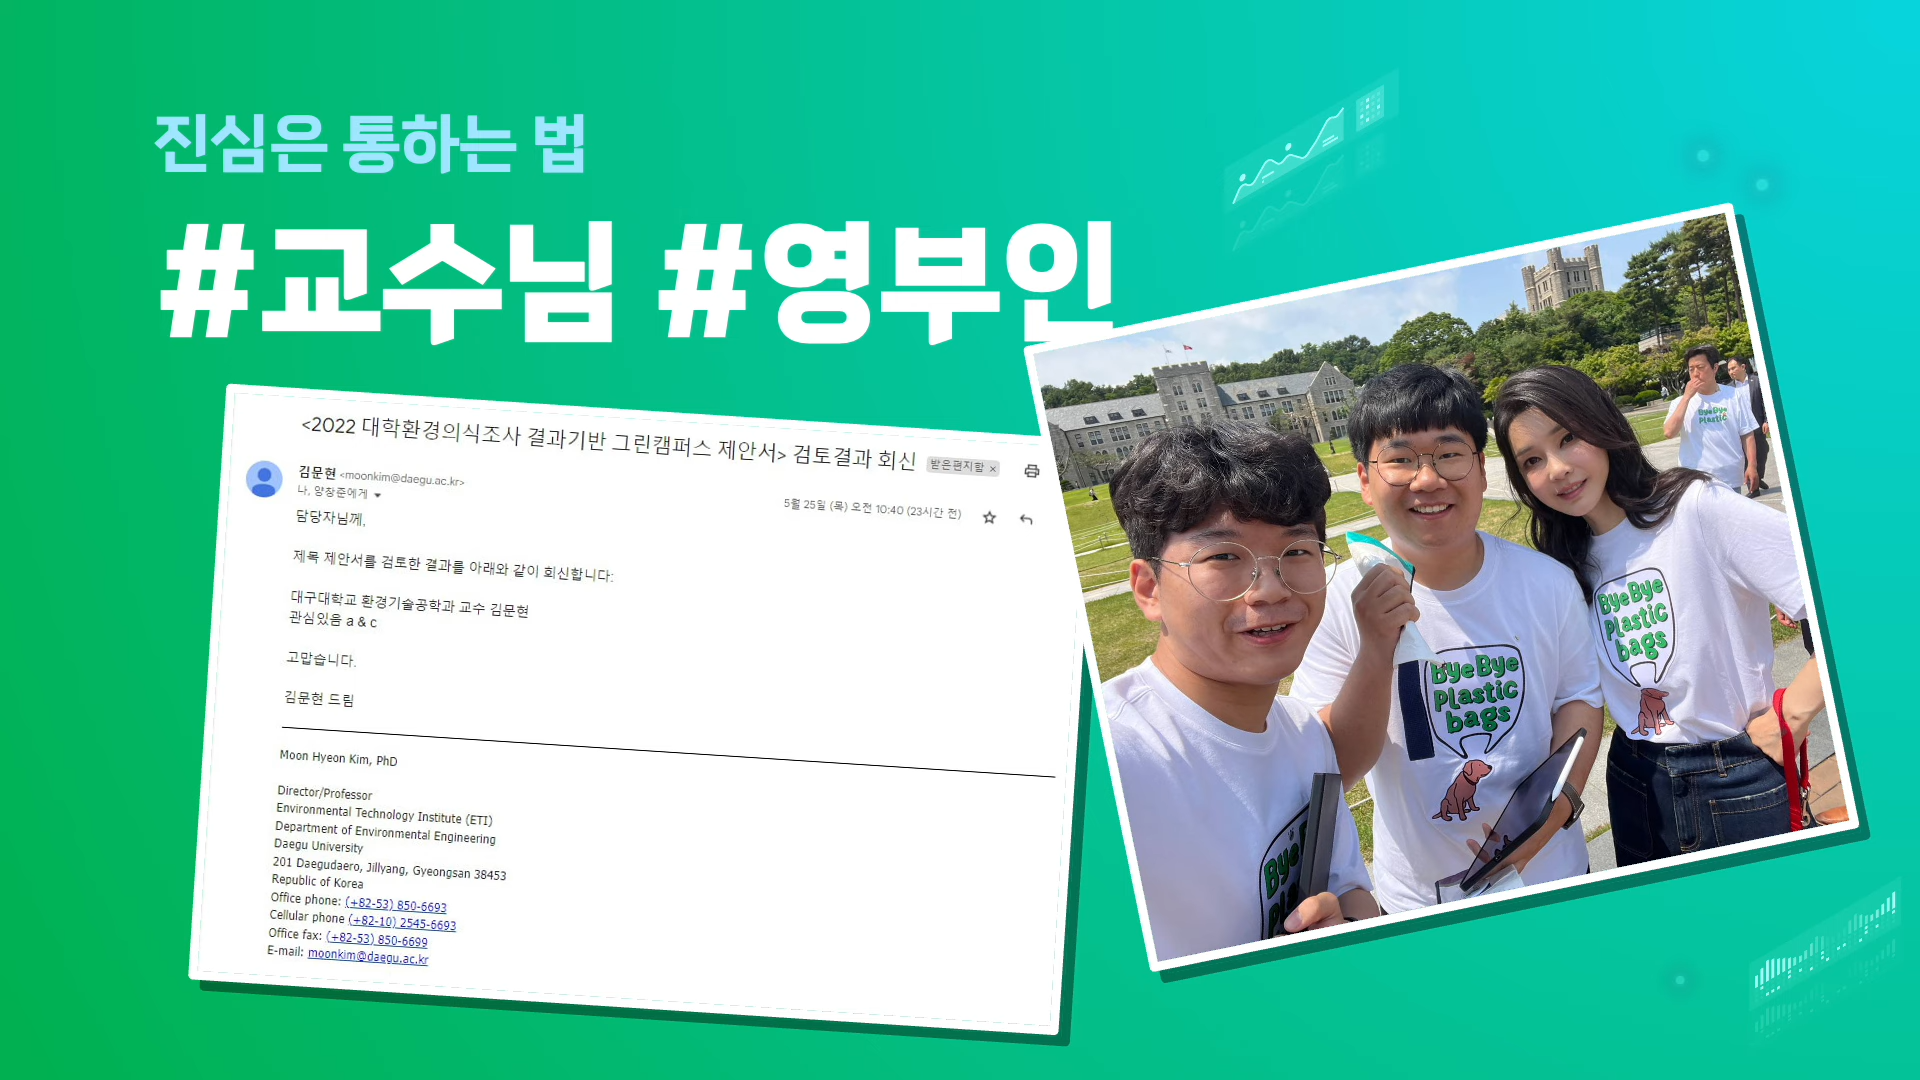 진심은 통하는 법
#교수님 #영부인
<2022 대학환경의식조사 결과기반 그린캠퍼스 제안서> 검토결과 회신
받은편지함 ×
김문현 <moonkim@daegu.ac.kr>
나, 양창준에게
5월 25일 (목) 오전 10:40 (23시간 전)
담당자님께,
제목 제안서를 검토한 결과를 아래와 같이 회신합니다:
대구대학교 환경기술공학과 교수 김문현
관심있음 a & c
고맙습니다.
김문현 드림
Moon Hyeon Kim, PhD
Director/Professor
Environmental Technology Institute (ETI)
Department of Environmental Engineering
Daegu University
201 Daegudaero, Jillyang, Gyeongsan 38453
Republic of Korea
Office phone: (+82-53) 850-6693
Cellular phone (+82-10) 2545-6693
Office fax: (+82-53) 850-6699
E-mail: moonkim@daegu.ac.kr
Bye Bye
Plastic
Bye Bye
Plastic
bags
Bye Bye
Plastic
bags
Bye
Pl